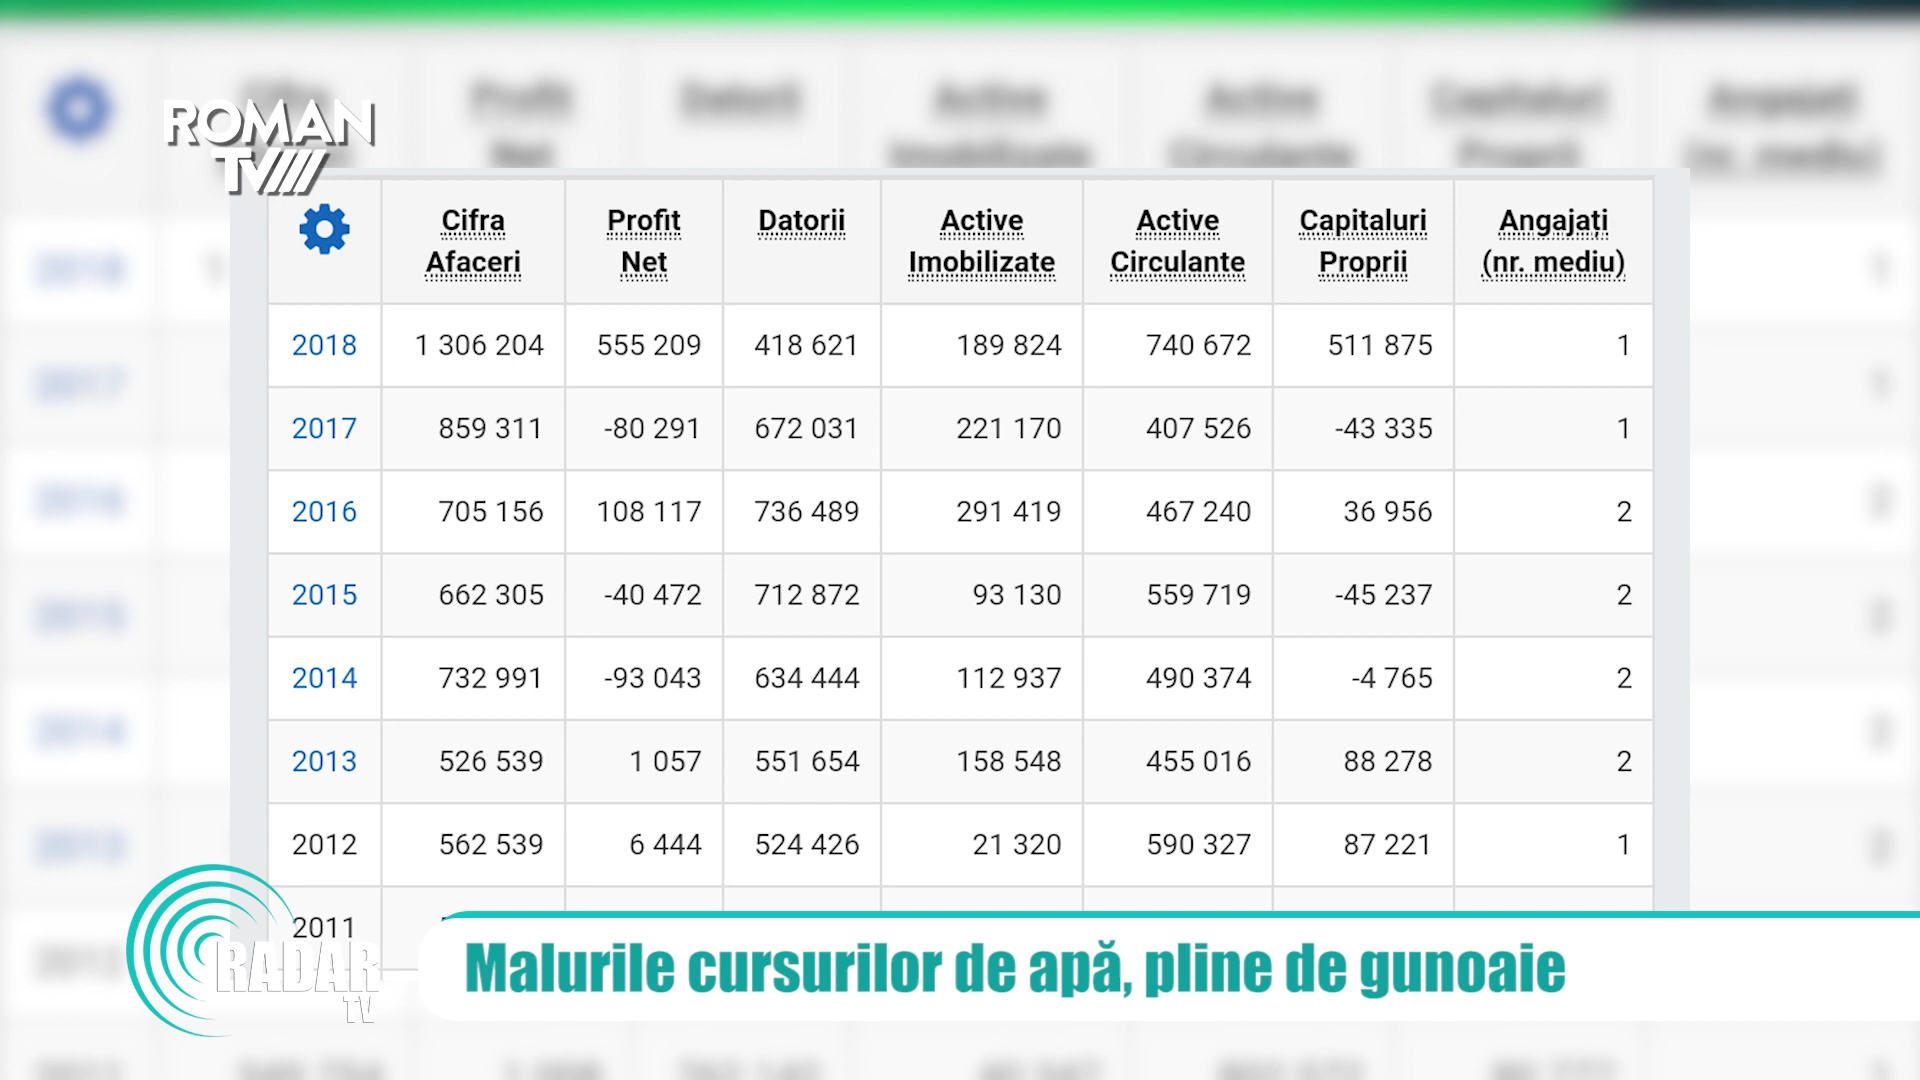 ROMAN
TV
Cifra Afaceri Profit Net Datorii Active Imobilizate Active Circulante Capitaluri Proprii Angajați (nr. mediu)
2018 1 306 204 555 209 418 621 189 824 740 672 511 875 1
2017 859 311 -80 291 672 031 221 170 407 526 -43 335 1
2016 705 156 108 117 736 489 291 419 467 240 36 956 2
2015 662 305 -40 472 712 872 93 130 559 719 -45 237 2
2014 732 991 -93 043 634 444 112 937 490 374 -4 765 2
2013 526 539 1 057 551 654 158 548 455 016 88 278 2
2012 562 539 6 444 524 426 21 320 590 327 87 221 1
2011
RADAR
TV
Malurile cursurilor de apă, pline de gunoaie